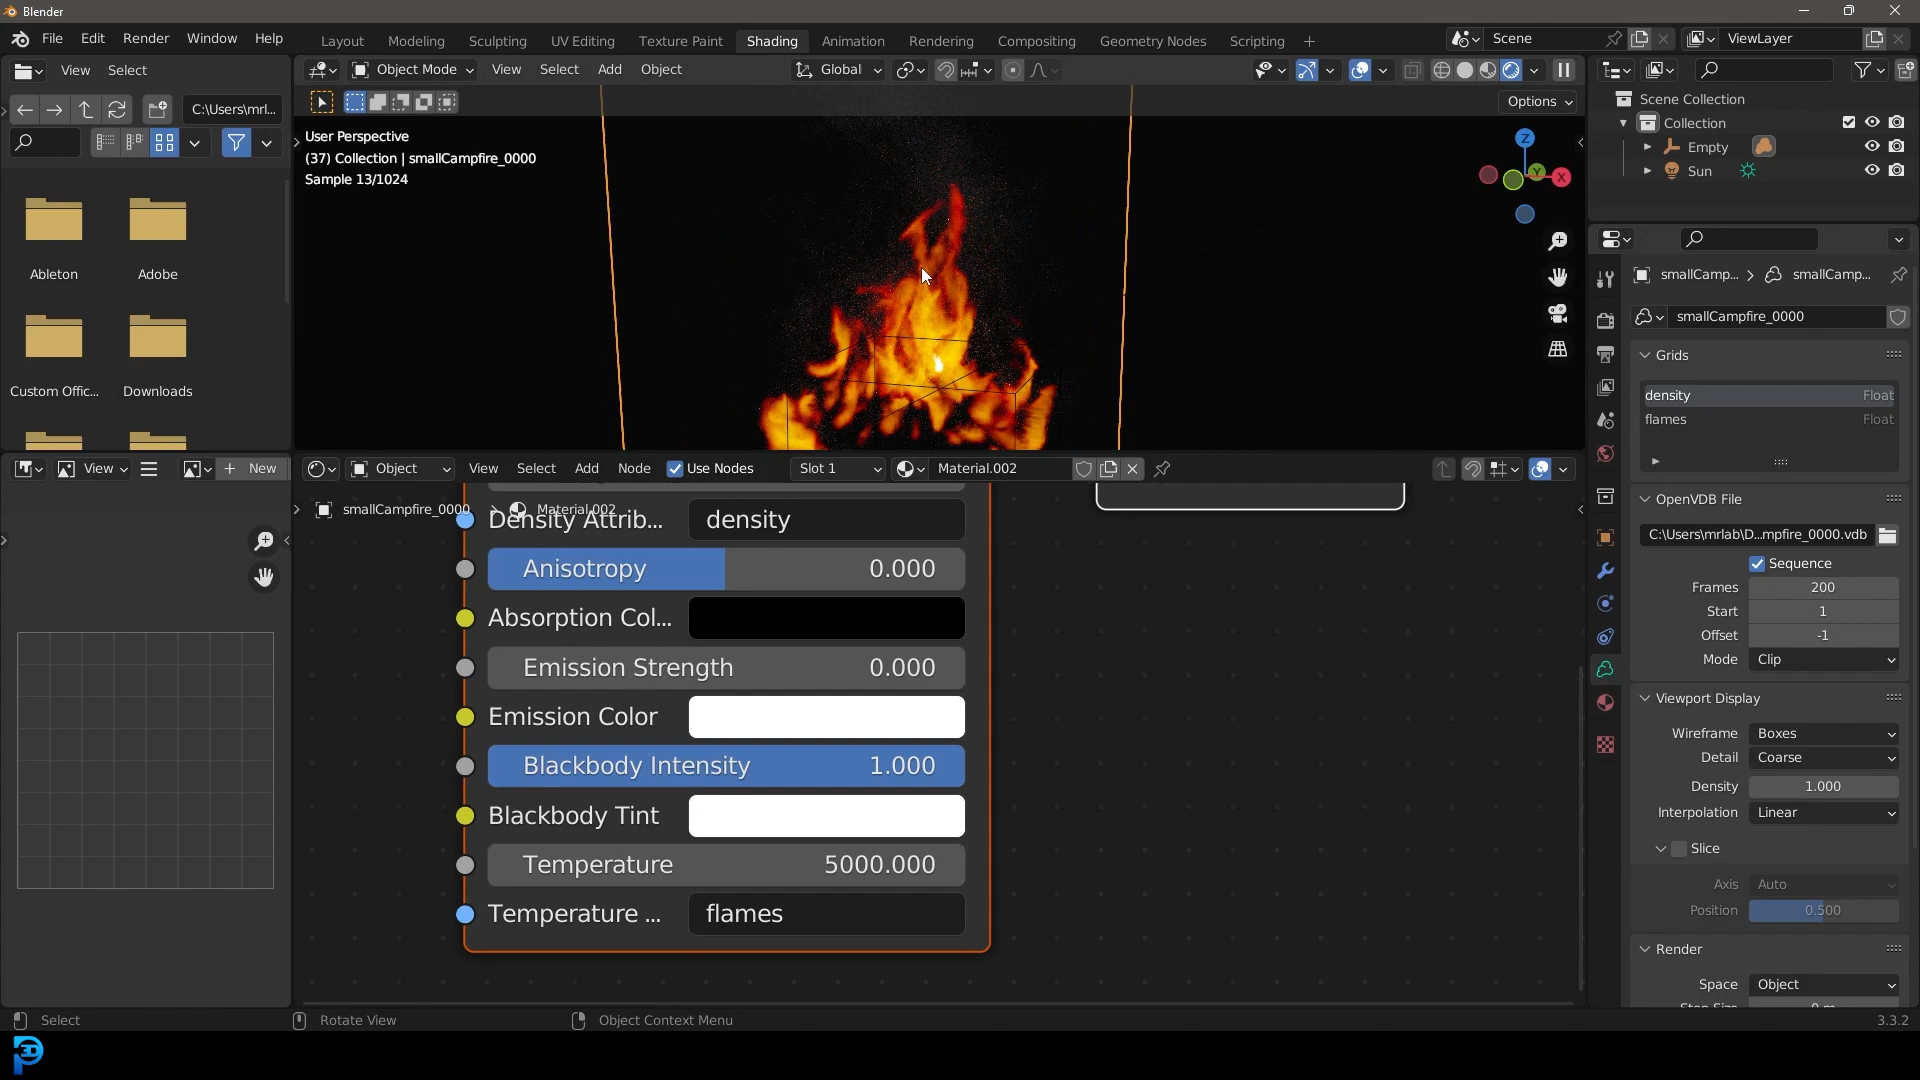 Blender
File Edit Render Window Help
Layout Modeling Sculpting UV Editing Texture Paint Shading Animation Rendering Compositing Geometry Nodes Scripting +
Scene
ViewLayer
View Select
Object Mode View Select Add Object
Global
C:\Users\mrl...
Options
User Perspective
(37) Collection | smallCampfire_0000
Sample 13/1024
Z
Y
X
Ableton
Adobe
Custom Offic...
Downloads
Scene Collection
Collection
Empty
Sun
smallCamp... > smallCamp...
smallCampfire_0000
Grids
density Float
flames Float
OpenVDB File
C:\Users\mrlab\D...mpfire_0000.vdb
Sequence
Frames 200
Start 1
Offset -1
Mode Clip
Viewport Display
Wireframe Boxes
Detail Coarse
Density 1.000
Interpolation Linear
Slice
Axis Auto
Position 0.500
Render
Space Object
Step Size 0 m
View
+ New
Object View Select Add Node Use Nodes Slot 1 Material.002
smallCampfire_0000 > Material.002
Density Attrib... density
Anisotropy 0.000
Absorption Col...
Emission Strength 0.000
Emission Color
Blackbody Intensity 1.000
Blackbody Tint
Temperature 5000.000
Temperature ... flames
Select
Rotate View
Object Context Menu
3.3.2